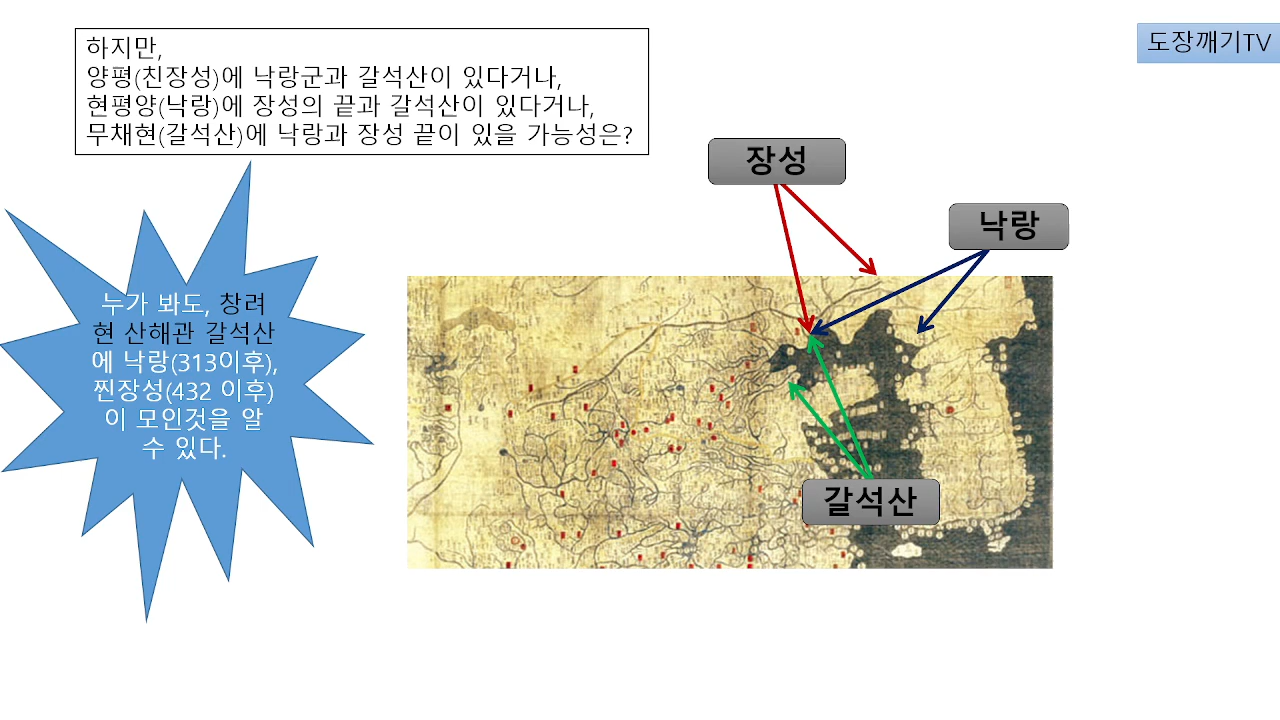 하지만,
양평(친장성)에 낙랑군과 갈석산이 있다거나,
현평양(낙랑)에 장성의 끝과 갈석산이 있다거나,
무채현(갈석산)에 낙랑과 장성 끝이 있을 가능성은?
도장깨기TV
장성
낙랑
누가 봐도, 창려
현 산해관 갈석산
에 낙랑(313이후),
찐장성(432 이후)
이 모인것을 알
수 있다.
갈석산